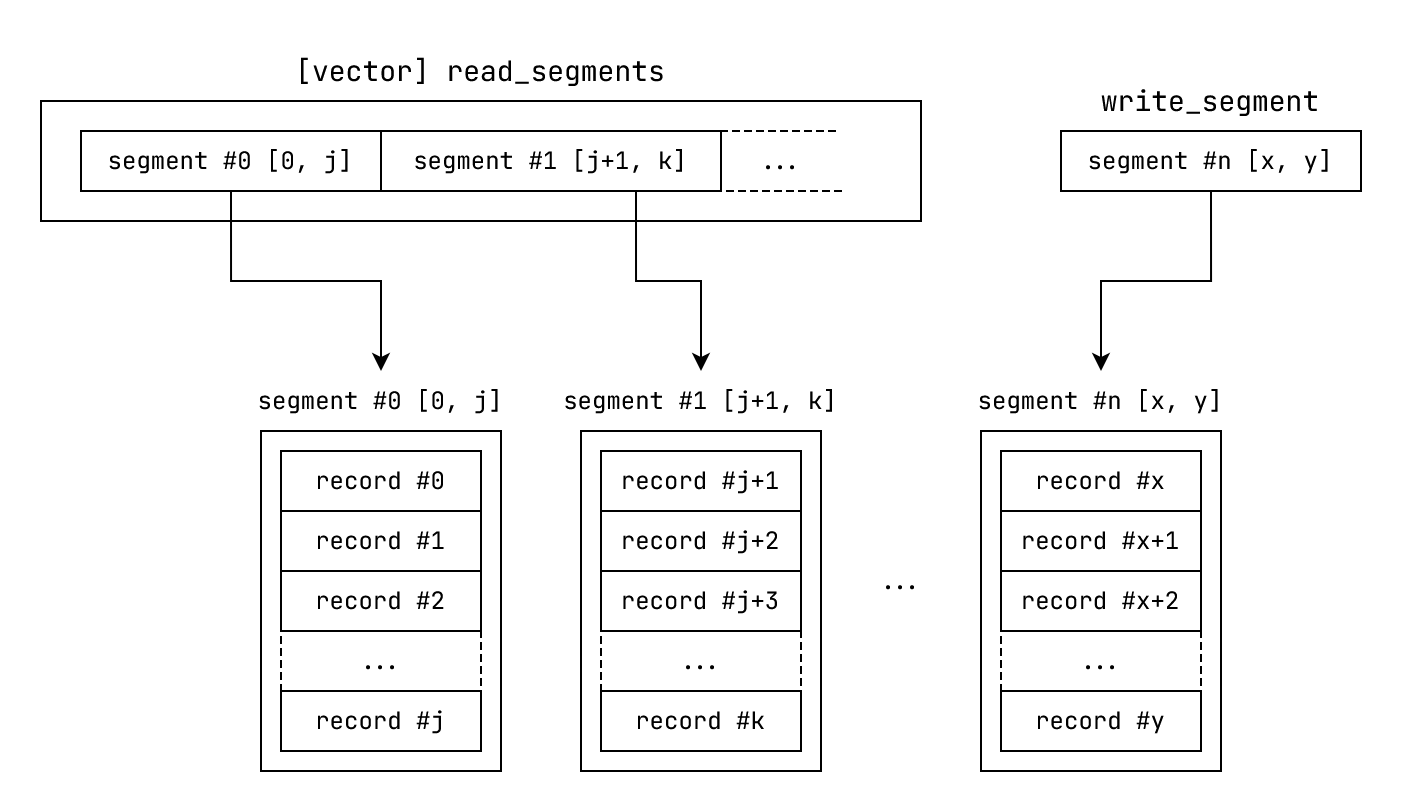 [vector] read_segments
write_segment
segment #0 [0, j]
segment #1 [j+1, k]
...
segment #n [x, y]
segment #0 [0, j]
segment #1 [j+1, k]
segment #n [x, y]
record #0
record #1
record #2
...
record #j
record #j+1
record #j+2
record #j+3
...
record #k
...
record #x
record #x+1
record #x+2
...
record #y